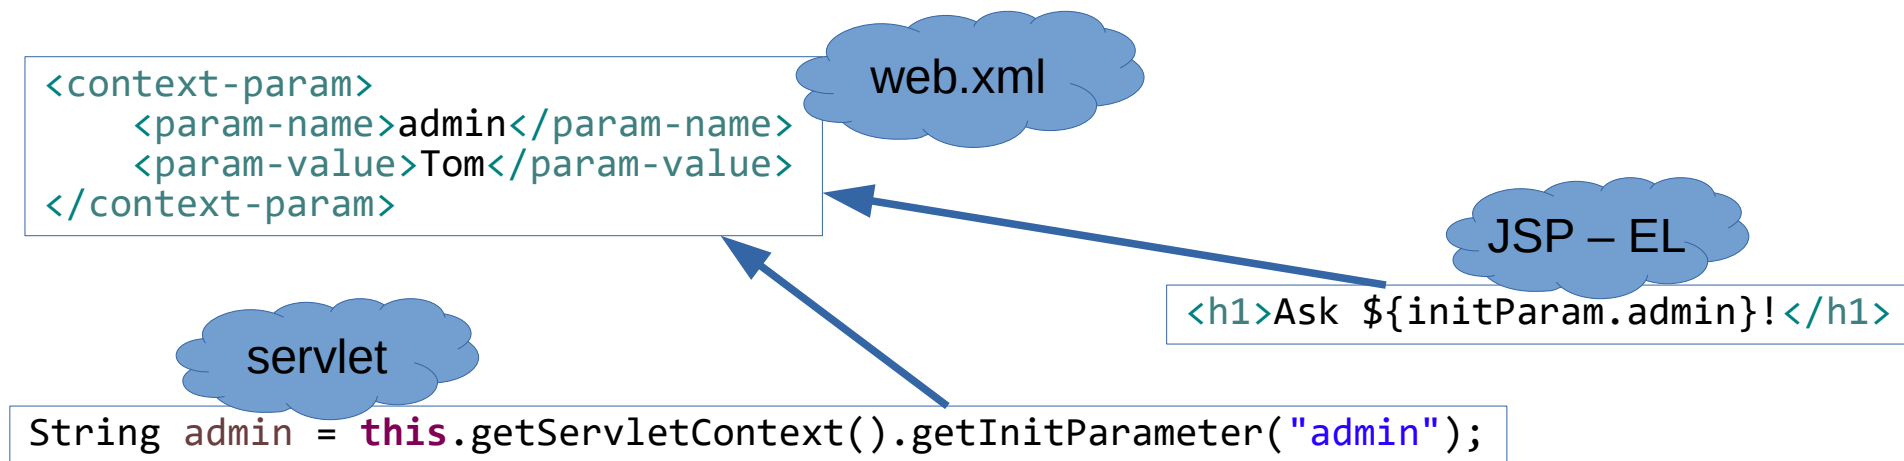 web.xml
<context-param>
    <param-name>admin</param-name>
    <param-value>Tom</param-value>
</context-param>
JSP – EL
<h1>Ask ${initParam.admin}!</h1>
servlet
String admin = this.getServletContext().getInitParameter("admin");